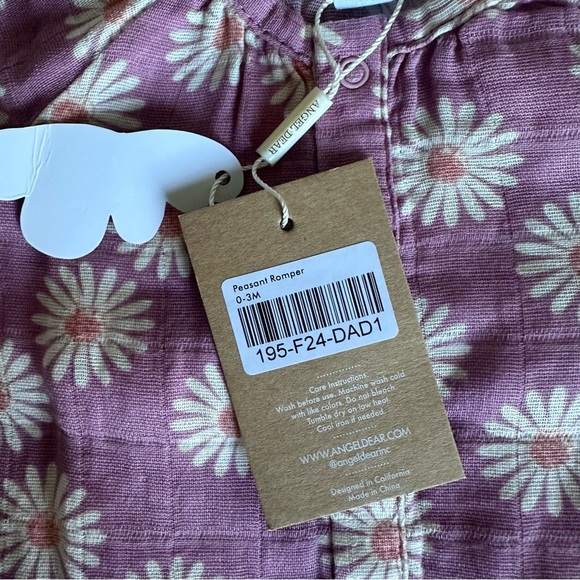 ANGEL DEAR
Peasant Romper
0-3M
195-F24-DAD1
Care Instructions:
Wash before use. Machine wash cold
with like colors. Do not bleach.
Tumble dry on low heat.
Cool iron if needed.
WWW.ANGELDEAR.COM
@angeldearinc
Designed in California
Made in China